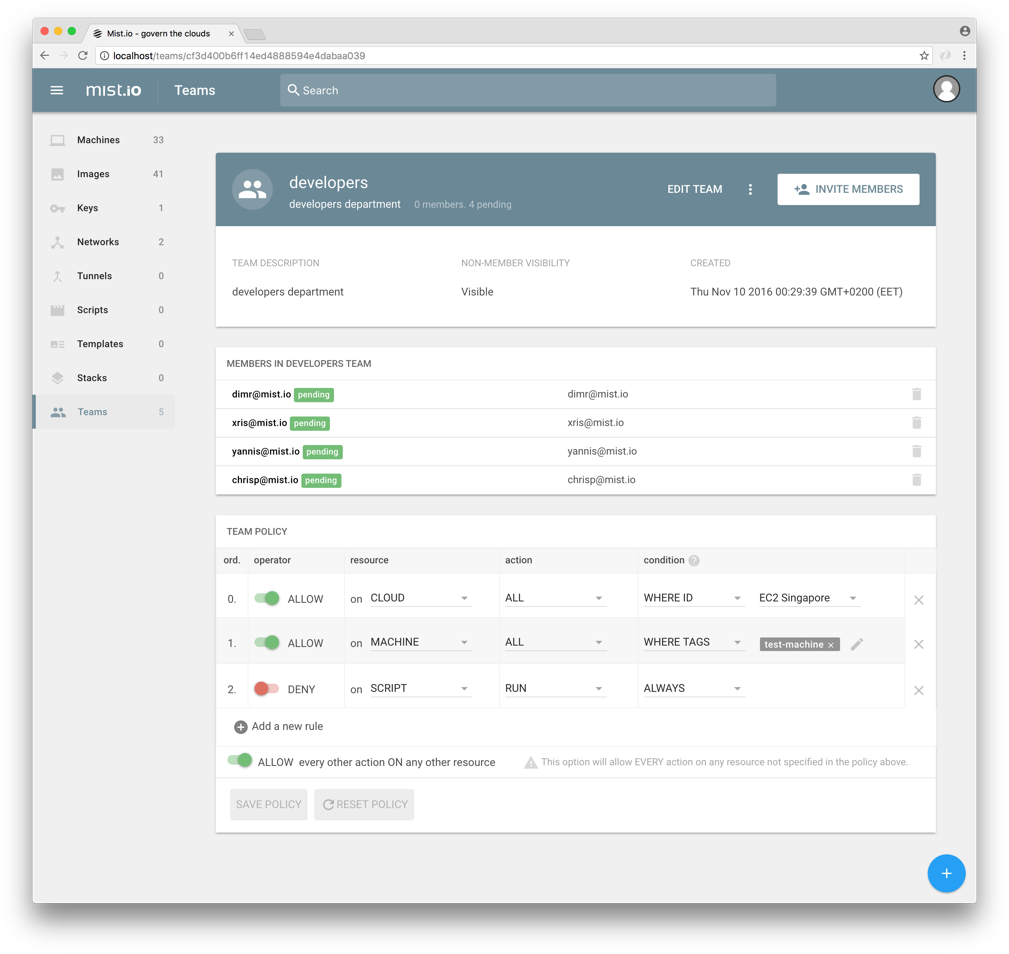 Mist.io - govern the clouds
localhost/teams/cf3d400b6ff14ed4888594e4dabaa039
mist.io Teams Search
Machines 33
Images 41
Keys 1
Networks 2
Tunnels 0
Scripts 0
Templates 0
Stacks 0
Teams 5
developers
developers department 0 members. 4 pending
EDIT TEAM INVITE MEMBERS
TEAM DESCRIPTION NON-MEMBER VISIBILITY CREATED
developers department Visible Thu Nov 10 2016 00:29:39 GMT+0200 (EET)
MEMBERS IN DEVELOPERS TEAM
dimr@mist.io pending dimr@mist.io
xris@mist.io pending xris@mist.io
yannis@mist.io pending yannis@mist.io
chrisp@mist.io pending chrisp@mist.io
TEAM POLICY
ord. operator resource action condition ?
0. ALLOW on CLOUD ALL WHERE ID EC2 Singapore
1. ALLOW on MACHINE ALL WHERE TAGS test-machine x
2. DENY on SCRIPT RUN ALWAYS
Add a new rule
ALLOW every other action ON any other resource This option will allow EVERY action on any resource not specified in the policy above.
SAVE POLICY RESET POLICY